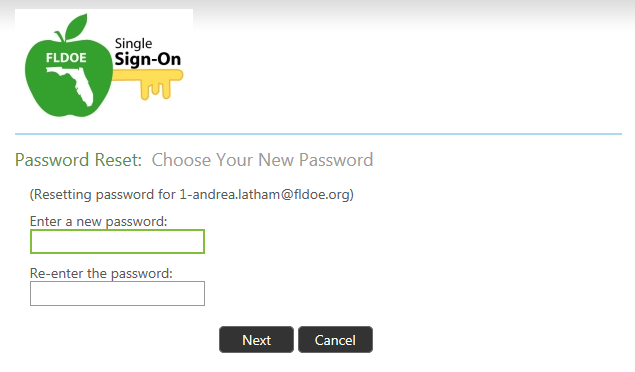 FLDOE
Single
Sign-On
Password Reset: Choose Your New Password
(Resetting password for 1-andrea.latham@fldoe.org)
Enter a new password:
Re-enter the password:
Next Cancel